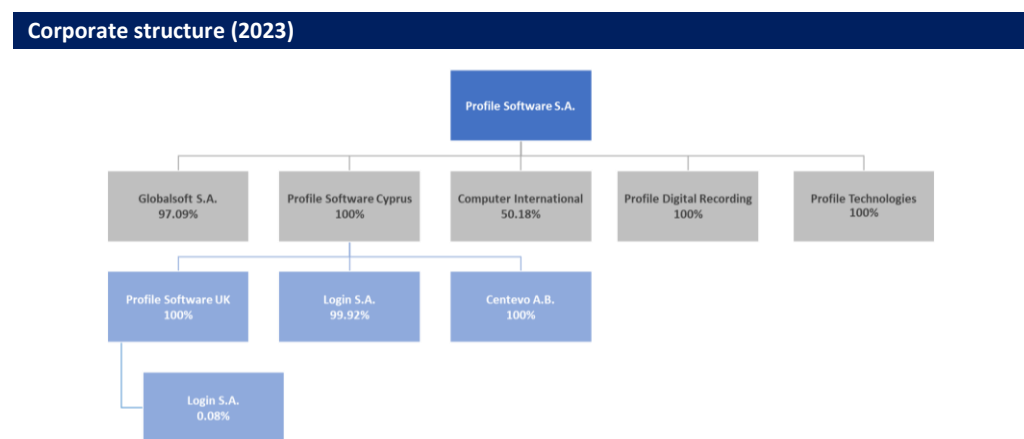 Corporate structure (2023)
Profile Software S.A.
Globalsoft S.A.
97.09%
Profile Software Cyprus
100%
Computer International
50.18%
Profile Digital Recording
100%
Profile Technologies
100%
Profile Software UK
100%
Login S.A.
99.92%
Centevo A.B.
100%
Login S.A.
0.08%